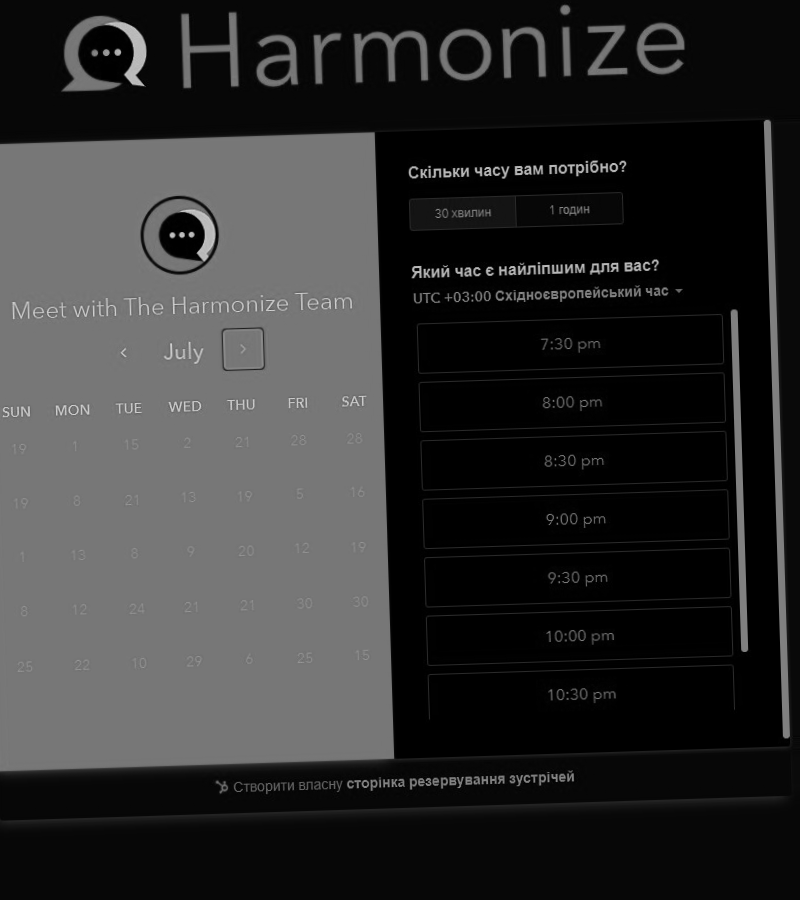 Harmonize
Meet with The Harmonize Team
July
SUN MON TUE WED THU FRI SAT
19 1 15 2 21 28 28
19 8 21 13 19 5 16
1 13 8 9 20 12 19
8 12 24 21 21 30 30
25 22 10 29 6 25 15
Скільки часу вам потрібно?
30 хвилин 1 годин
Який час є найліпшим для вас?
UTC +03:00 Східноєвропейський час
7:30 pm
8:00 pm
8:30 pm
9:00 pm
9:30 pm
10:00 pm
10:30 pm
Створити власну сторінка резервування зустрічей